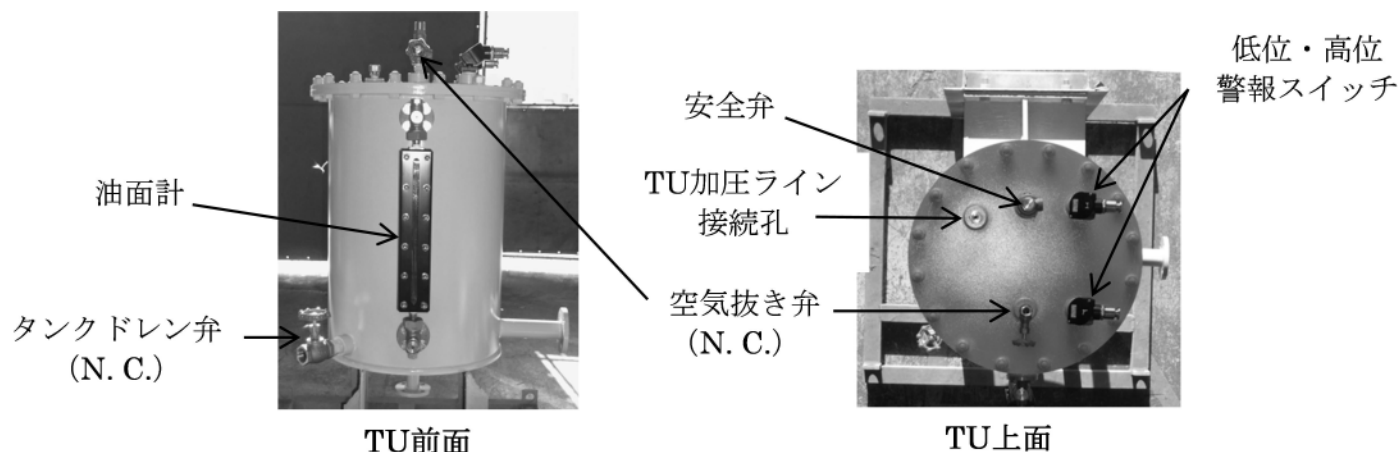 油面計
タンクドレン弁
(N. C.)
TU前面
安全弁
TU加圧ライン
接続孔
空気抜き弁
(N. C.)
低位・高位
警報スイッチ
TU上面